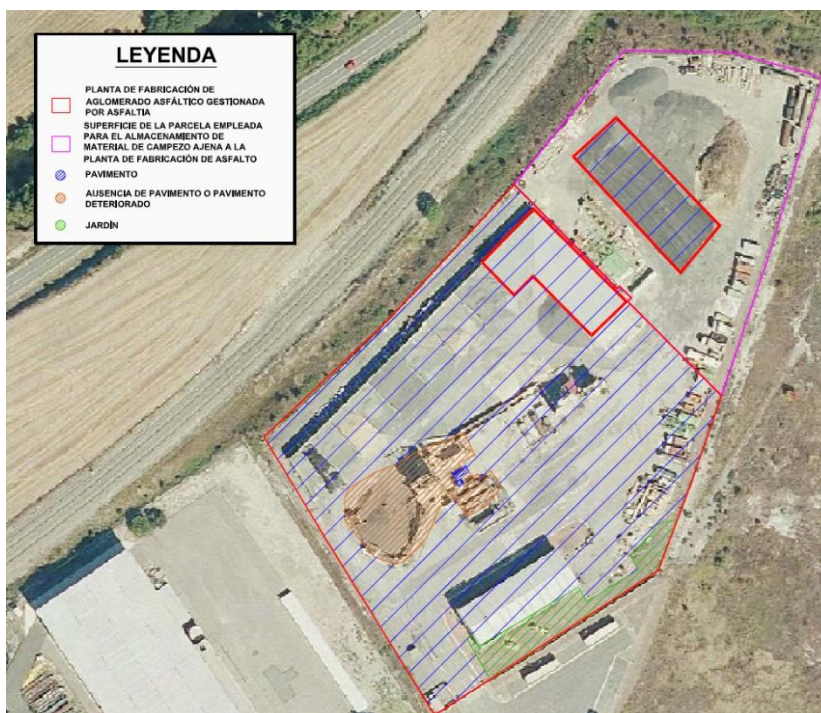 LEYENDA
PLANTA DE FABRICACIÓN DE
AGLOMERADO ASFÁLTICO GESTIONADA
POR ASFALTIA
SUPERFICIE DE LA PARCELA EMPLEADA
PARA EL ALMACENAMIENTO DE
MATERIAL DE CAMPEZO AJENA A LA
PLANTA DE FABRICACIÓN DE ASFALTO
PAVIMENTO
AUSENCIA DE PAVIMENTO O PAVIMENTO
DETERIORADO
JARDÍN